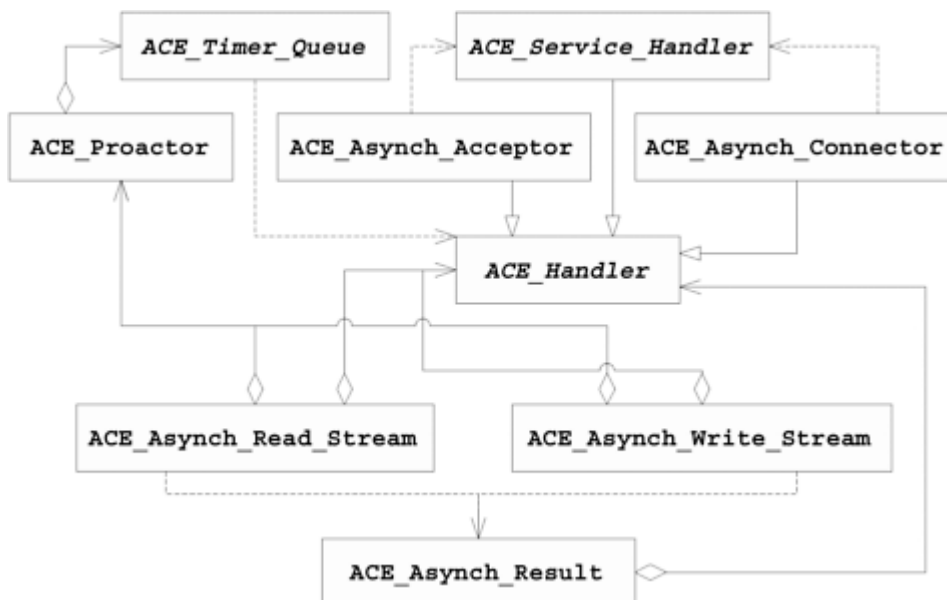 ACE_Timer_Queue
ACE_Service_Handler
ACE_Proactor
ACE_Asynch_Acceptor
ACE_Asynch_Connector
ACE_Handler
ACE_Asynch_Read_Stream
ACE_Asynch_Write_Stream
ACE_Asynch_Result